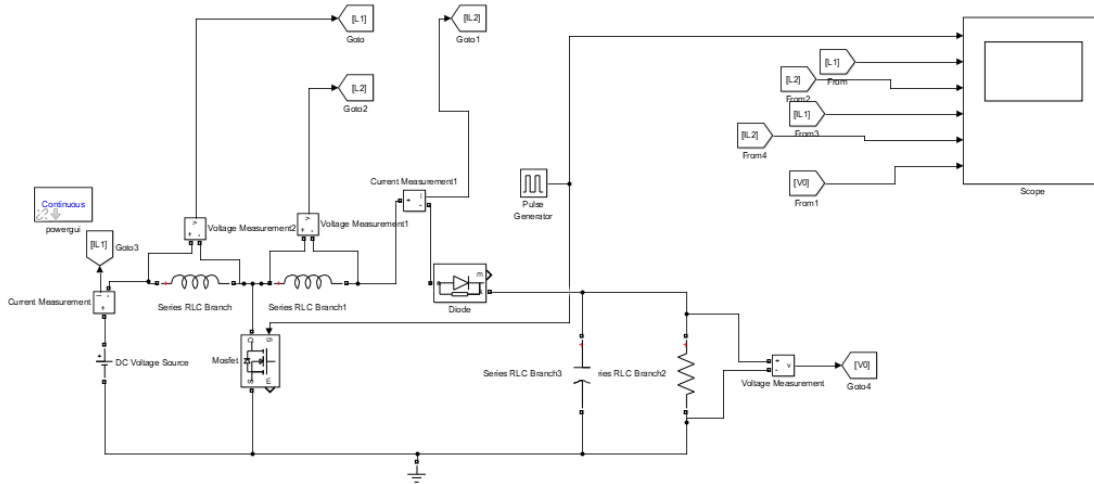 [L1]
Goto
[IL2]
Goto1
[L2]
Goto2
[L1]
From
[L2]
From2
[IL1]
From3
[IL2]
From4
[V0]
From1
Scope
Current Measurement1
i
+
-
Pulse
Generator
Continuous
powergui
[IL1]
Goto3
v
+ -
Voltage Measurement2
v
+ -
Voltage Measurement1
m
a
k
Diode
Current Measurement
i
+
-
+
Series RLC Branch
+
Series RLC Branch1
DC Voltage Source
+
Mosfet
D
g
S
m
+
Series RLC Branch3
+
ries RLC Branch2
+
-
v
Voltage Measurement
[V0]
Goto4